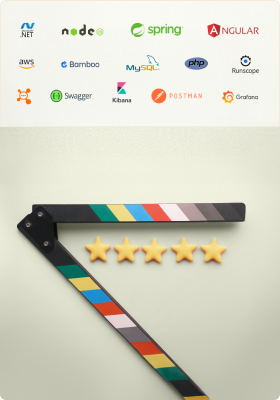 .NET
node
spring
ANGULAR
aws
Bamboo
MySQL
php
Runscope
Swagger
Kibana
POSTMAN
Grafana